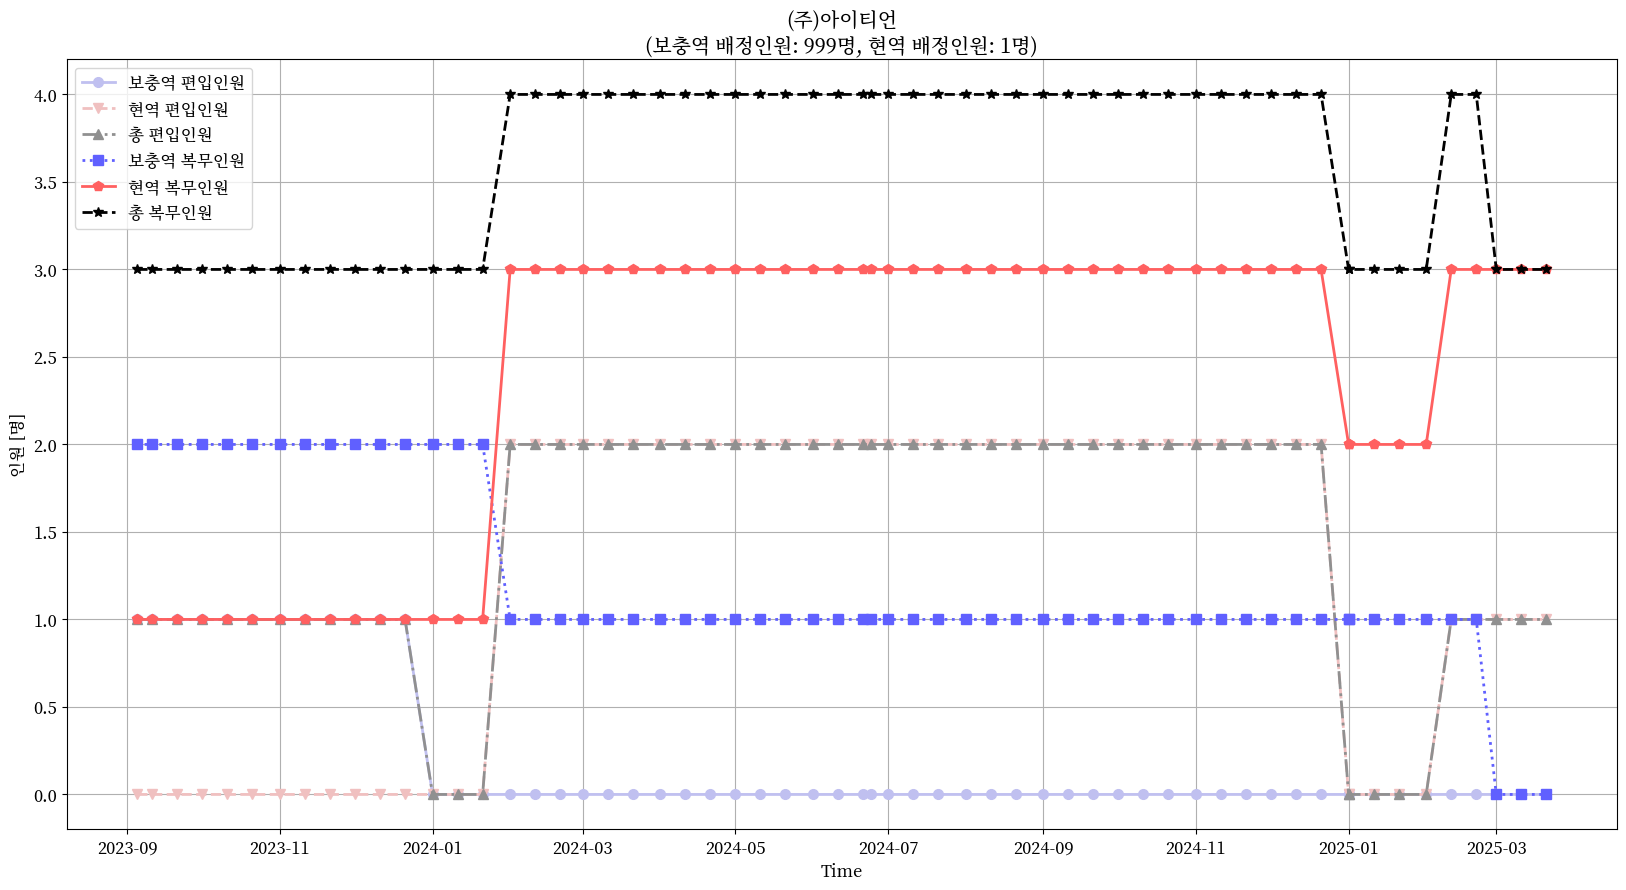 (주)아이티언
(보충역 배정인원: 999명, 현역 배정인원: 1명)
보충역 편입인원
현역 편입인원
총 편입인원
보충역 복무인원
현역 복무인원
총 복무인원
인원 [명]
4.0
3.5
3.0
2.5
2.0
1.5
1.0
0.5
0.0
2023-09 2023-11 2024-01 2024-03 2024-05 2024-07 2024-09 2024-11 2025-01 2025-03
Time